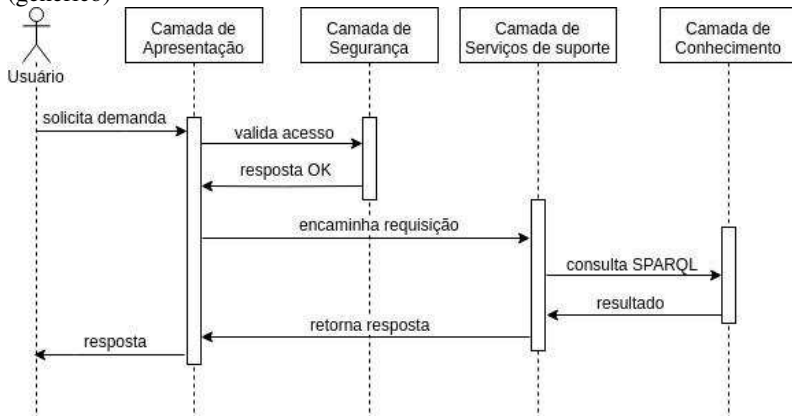 (genérico)
Camada de
Apresentação
Camada de
Segurança
Camada de
Serviços de suporte
Camada de
Conhecimento
Usuário
solicita demanda
valida acesso
resposta OK
encaminha requisição
consulta SPARQL
resultado
retorna resposta
resposta